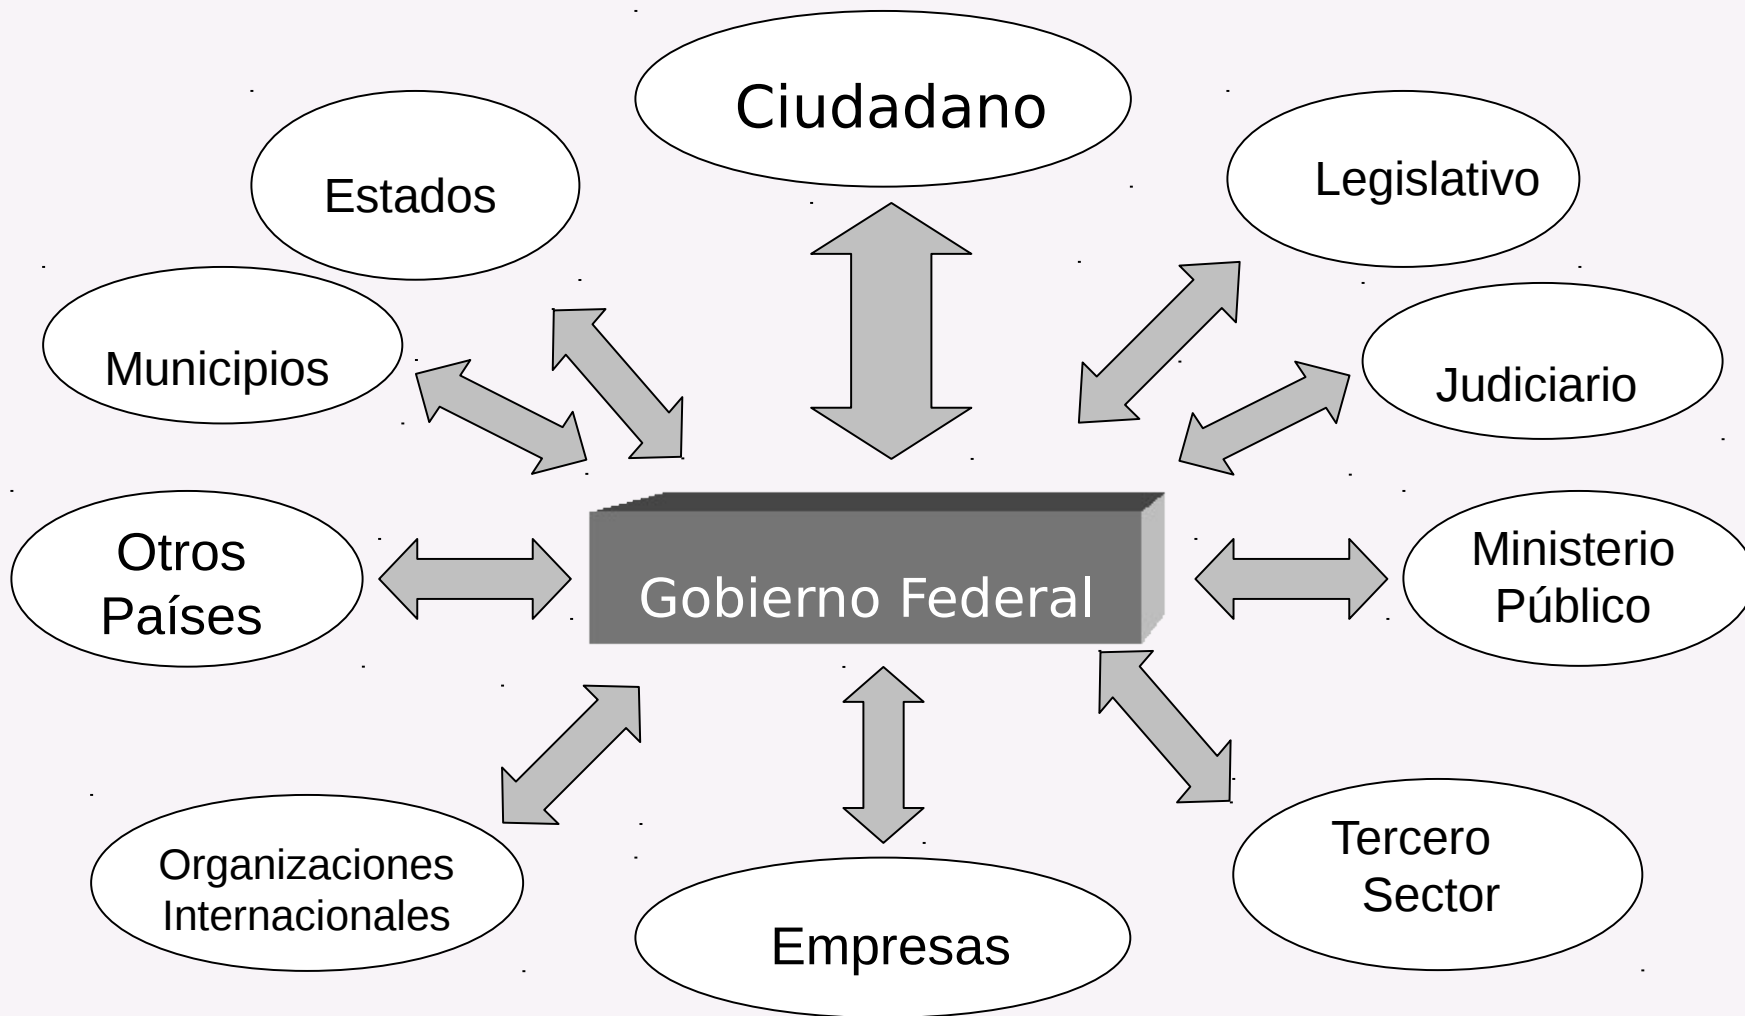 Ciudadano
Estados
Legislativo
Municipios
Judiciario
Otros
Países
Gobierno Federal
Ministerio
Público
Organizaciones
Internacionales
Empresas
Tercero
Sector